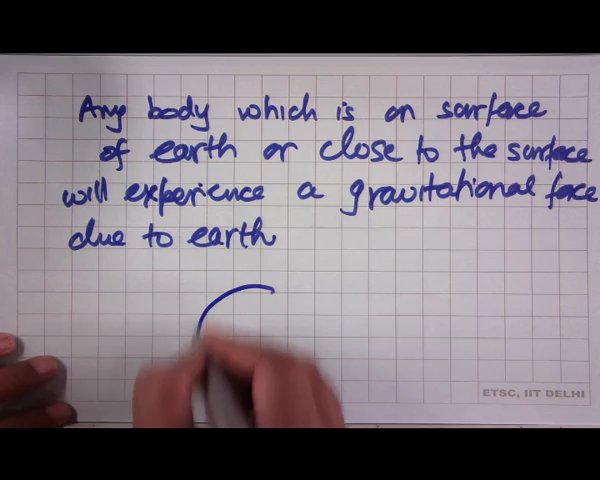 Any body which is on surface
of earth or close to the surface
will experience a gravitational force
due to earth
ETSC, IIT DELHI